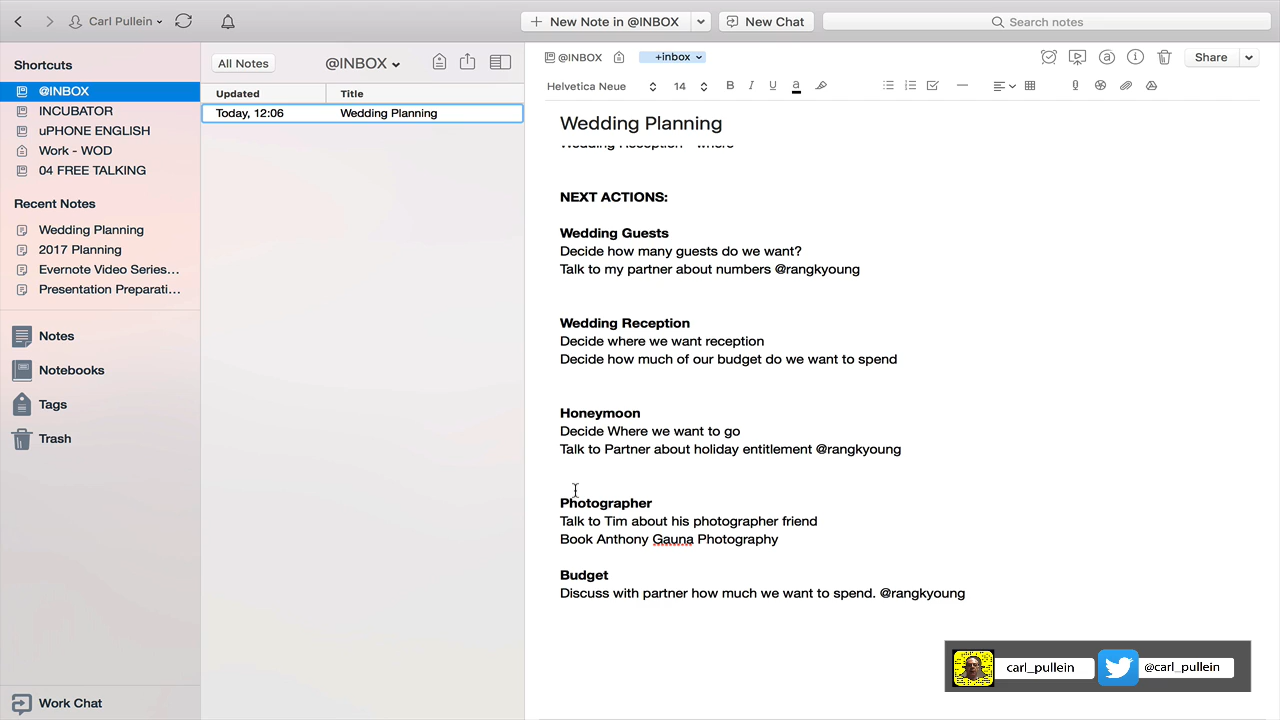 Carl Pullein
New Note in @INBOX
New Chat
Search notes
Shortcuts
@INBOX
INCUBATOR
uPHONE ENGLISH
Work - WOD
04 FREE TALKING
Recent Notes
Wedding Planning
2017 Planning
Evernote Video Series...
Presentation Preparati...
Notes
Notebooks
Tags
Trash
Work Chat
All Notes
@INBOX
Updated Title
Today, 12:06 Wedding Planning
@INBOX +inbox
Share
Helvetica Neue 14 B I U a
Wedding Planning
Wedding Reception - where
NEXT ACTIONS:
Wedding Guests
Decide how many guests do we want?
Talk to my partner about numbers @rangkyoung
Wedding Reception
Decide where we want reception
Decide how much of our budget do we want to spend
Honeymoon
Decide Where we want to go
Talk to Partner about holiday entitlement @rangkyoung
Photographer
Talk to Tim about his photographer friend
Book Anthony Gauna Photography
Budget
Discuss with partner how much we want to spend. @rangkyoung
carl_pullein
@carl_pullein